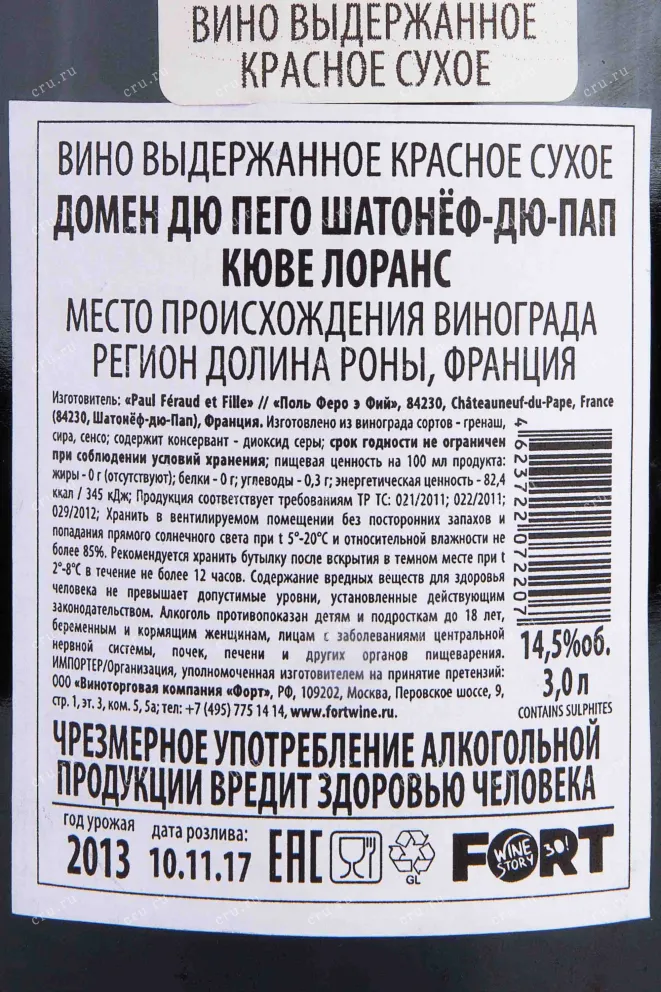 ВИНО ВЫДЕРЖАННОЕ
КРАСНОЕ СУХОЕ
ВИНО ВЫДЕРЖАННОЕ КРАСНОЕ СУХОЕ
ДОМЕН ДЮ ПЕГО ШАТОНЁФ-ДЮ-ПАП
КЮВЕ ЛОРАНС
МЕСТО ПРОИСХОЖДЕНИЯ ВИНОГРАДА
РЕГИОН ДОЛИНА РОНЫ, ФРАНЦИЯ
Изготовитель: «Paul Féraud et Fille» // «Поль Феро э Фий», 84230, Châteauneuf-du-Pape, France
(84230, Шатонёф-дю-Пап), Франция. Изготовлено из винограда сортов - гренаш,
сира, сенсо; содержит консервант - диоксид серы; срок годности не ограничен
при соблюдении условий хранения; пищевая ценность на 100 мл продукта:
жиры - 0 г (отсутствуют); белки - 0 г; углеводы - 0,3 г; энергетическая ценность - 82,4
ккал / 345 кДж; Продукция соответствует требованиям ТР ТС: 021/2011; 022/2011;
029/2012; Хранить в вентилируемом помещении без посторонних запахов и
попадания прямого солнечного света при t 5°-20°С и относительной влажности не
более 85%. Рекомендуется хранить бутылку после вскрытия в темном месте при t
2°-8°С в течение не более 12 часов. Содержание вредных веществ для здоровья
человека не превышает допустимые уровни, установленные действующим
законодательством. Алкоголь противопоказан детям и подросткам до 18 лет,
беременным и кормящим женщинам, лицам с заболеваниями центральной
нервной системы, почек, печени и других органов пищеварения.
ИМПОРТЕР/Организация, уполномоченная изготовителем на принятие претензий:
ООО «Виноторговая компания «Форт», РФ, 109202, Москва, Перовское шоссе, 9,
стр. 1, эт. 3, ком. 5, 5а; тел: +7 (495) 775 14 14, www.fortwine.ru.
4623722072207
14,5%об.
3,0 л
CONTAINS SULPHITES
ЧРЕЗМЕРНОЕ УПОТРЕБЛЕНИЕ АЛКОГОЛЬНОЙ
ПРОДУКЦИИ ВРЕДИТ ЗДОРОВЬЮ ЧЕЛОВЕКА
год урожая
2013
дата розлива:
10.11.17
EAC
GL
FORT
WINE
STORY
30!
cru.ru